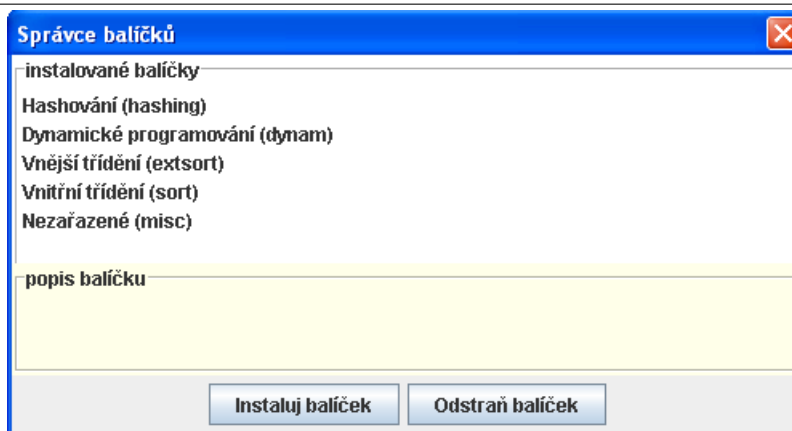 Správce balíčků
instalované balíčky
Hashování (hashing)
Dynamické programování (dynam)
Vnější třídění (extsort)
Vnitřní třídění (sort)
Nezařazené (misc)
popis balíčku
Instaluj balíček
Odstraň balíček